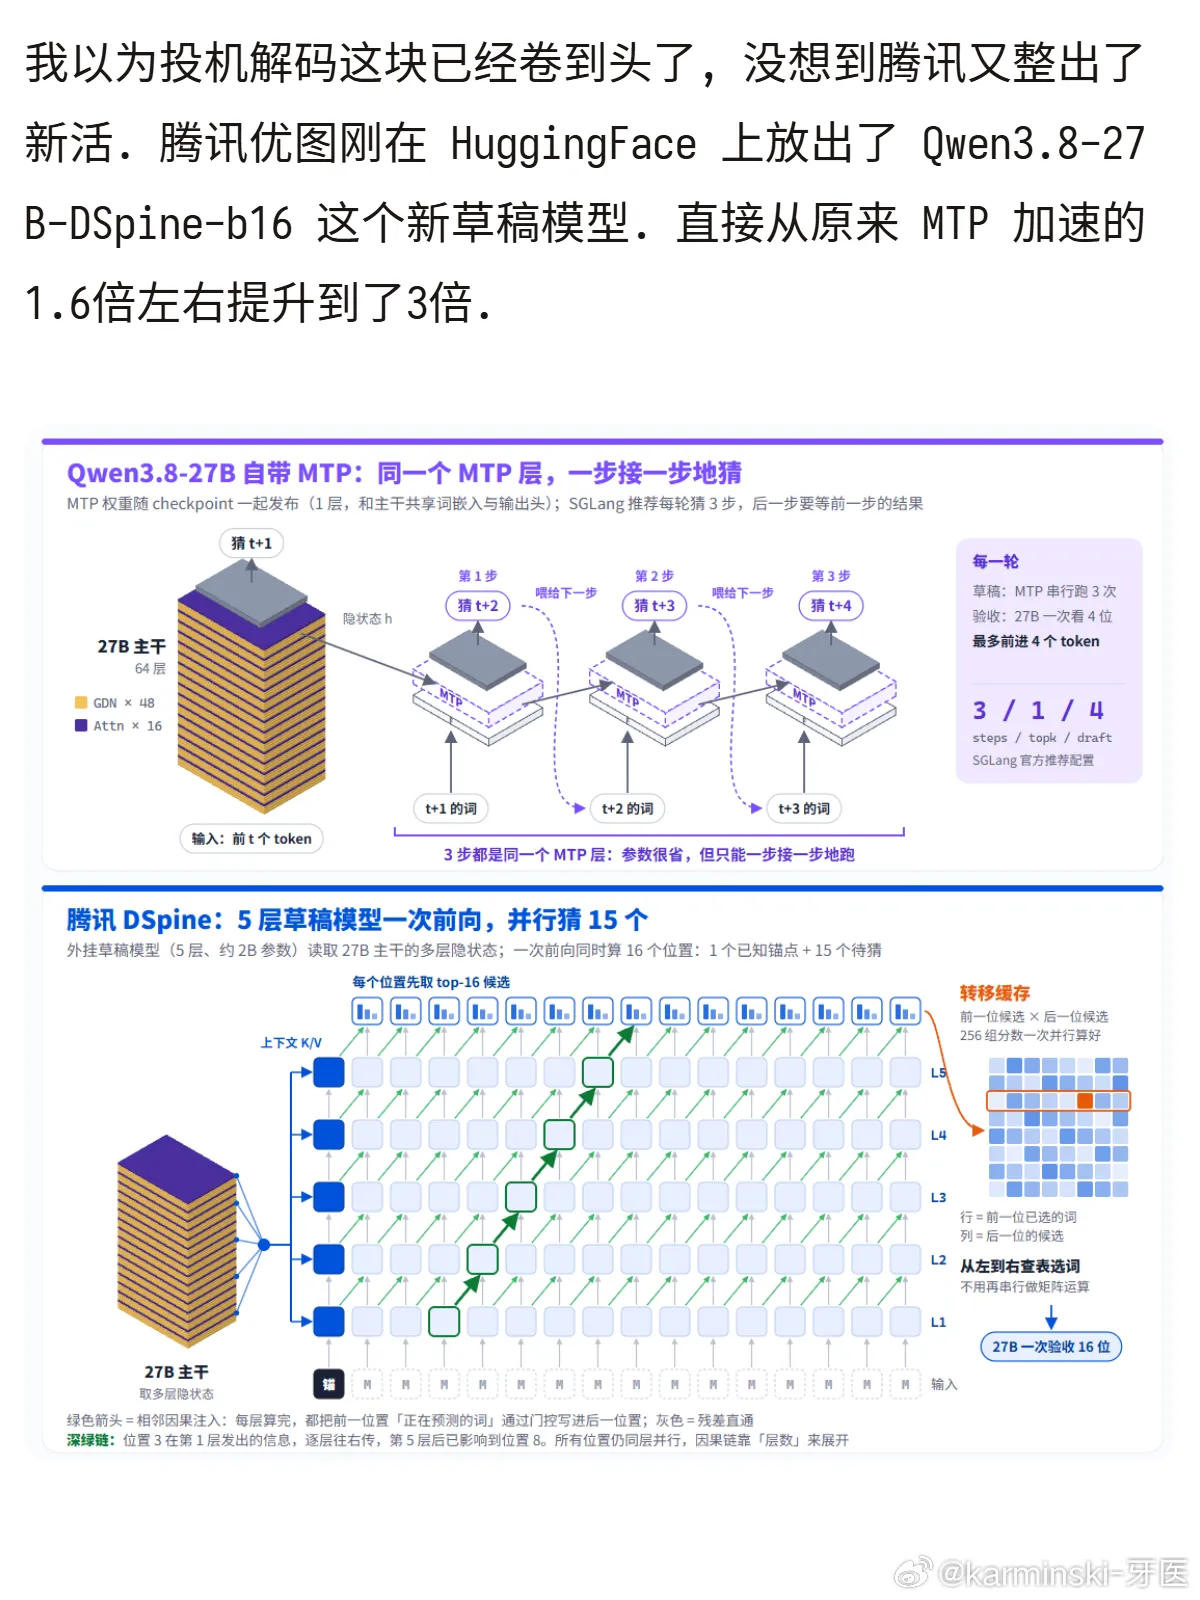 我以为投机解码这块已经卷到头了，没想到腾讯又整出了
新活．腾讯优图刚在 HuggingFace 上放出了 Qwen3.8-27
B-DSpine-b16 这个新草稿模型．直接从原来 MTP 加速的
1.6倍左右提升到了3倍．
Qwen3.8-27B 自带 MTP：同一个 MTP 层，一步接一步地猜
MTP 权重随 checkpoint 一起发布（1 层，和主干共享词嵌入与输出头）；SGLang 推荐每轮猜 3 步，后一步要等前一步的结果
猜 t+1
27B 主干
64 层
GDN × 48
Attn × 16
输入：前 t 个 token
隐状态 h
第 1 步
猜 t+2
喂给下一步
第 2 步
猜 t+3
喂给下一步
第 3 步
猜 t+4
MTP
MTP
MTP
t+1 的词
t+2 的词
t+3 的词
3 步都是同一个 MTP 层：参数很省，但只能一步接一步地跑
每一轮
草稿：MTP 串行跑 3 次
验收：27B 一次看 4 位
最多前进 4 个 token
3 / 1 / 4
steps / topk / draft
SGLang 官方推荐配置
腾讯 DSpine：5 层草稿模型一次前向，并行猜 15 个
外挂草稿模型（5 层、约 2B 参数）读取 27B 主干的多层隐状态；一次前向同时算 16 个位置：1 个已知锚点 + 15 个待猜
每个位置先取 top-16 候选
上下文 K/V
L5
L4
L3
L2
L1
27B 主干
取多层隐状态
锚 M M M M M M M M M M M M M M M 输入
转移缓存
前一位候选 × 后一位候选
256 组分数一次并行算好
行 = 前一位已选的词
列 = 后一位的候选
从左到右查表选词
不用再串行做矩阵运算
27B 一次验收 16 位
绿色箭头 = 相邻因果注入：每层算完，都把前一位置「正在预测的词」通过门控写进后一位置；灰色 = 残差直通
深绿链：位置 3 在第 1 层发出的信息，逐层往右传，第 5 层后已影响到位置 8。所有位置仍同层并行，因果链靠「层数」来展开
@karminski-牙医